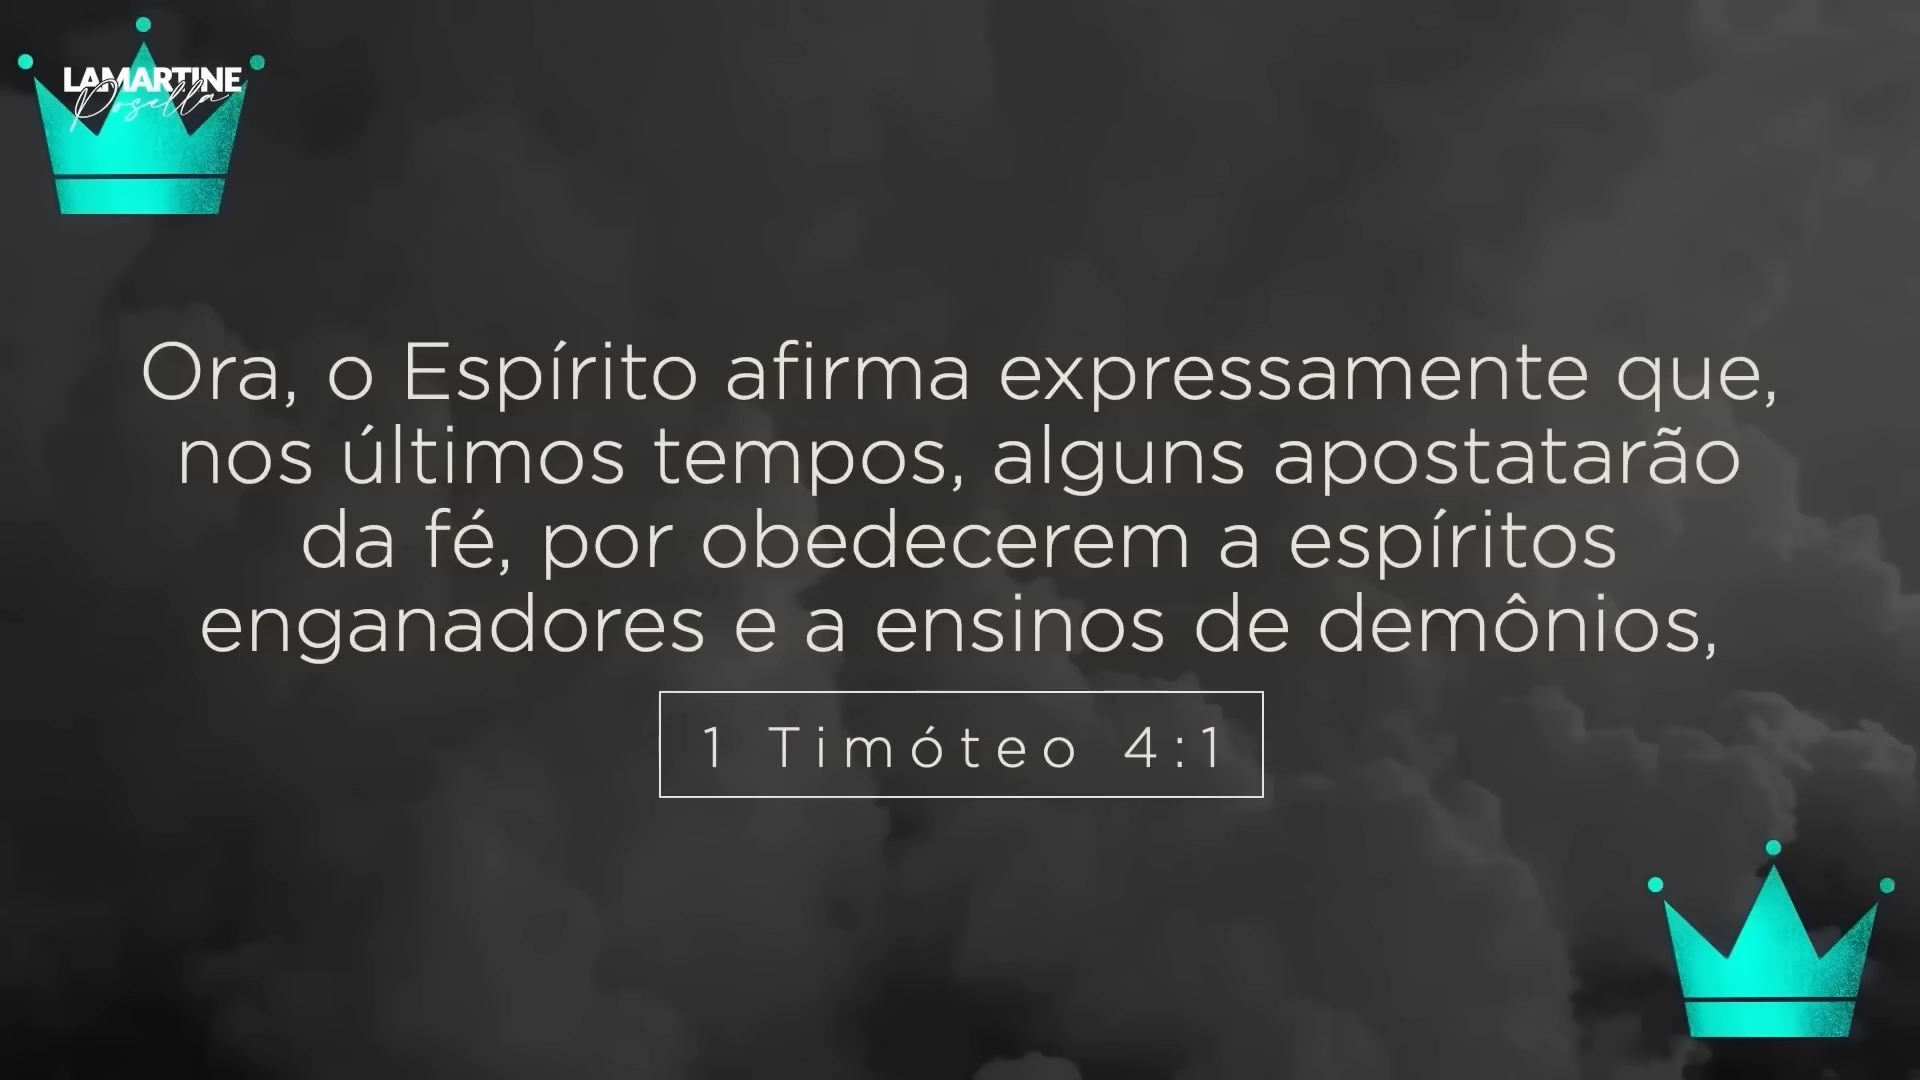 LAMARTINE
Posella
Ora, o Espírito afirma expressamente que,
nos últimos tempos, alguns apostatarão
da fé, por obedecerem a espíritos
enganadores e a ensinos de demônios,
1 Timóteo 4:1